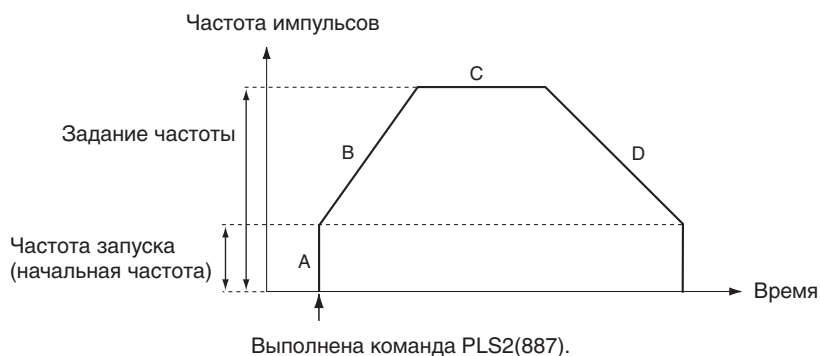 Частота импульсов
C
Задание частоты
B
D
Частота запуска
(начальная частота)
A
Время
Выполнена команда PLS2(887).